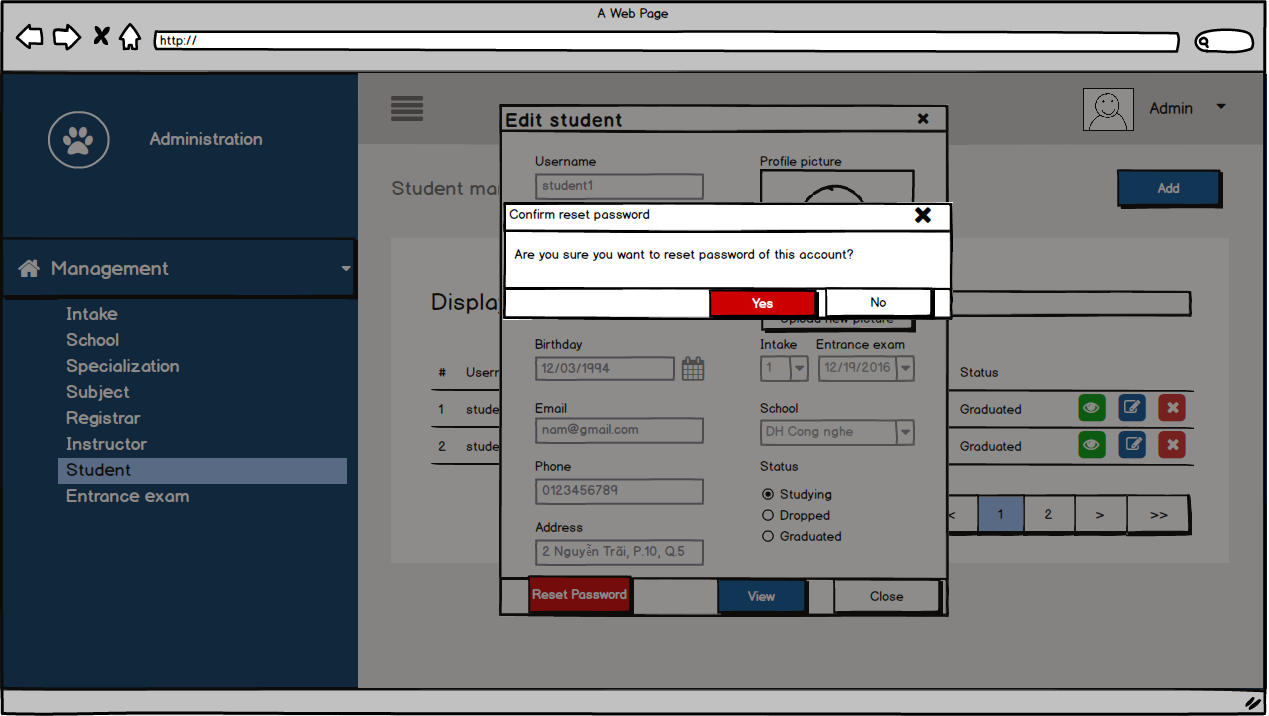 A Web Page
http://
Administration
Admin
Student ma
Add
Management
Intake
School
Specialization
Subject
Registrar
Instructor
Student
Entrance exam
Edit student
Username
student1
Profile picture
Confirm reset password
Are you sure you want to reset password of this account?
Yes
No
Upload new picture
Displa
Birthday
12/03/1994
Intake
Entrance exam
1
12/19/2016
# Usern
Status
1 stude
Graduated
2 stude
Graduated
Email
nam@gmail.com
School
DH Cong nghe
Phone
0123456789
Status
Studying
Dropped
Graduated
Address
2 Nguyễn Trãi, P.10, Q.5
< 1 2 > >>
Reset Password
View
Close